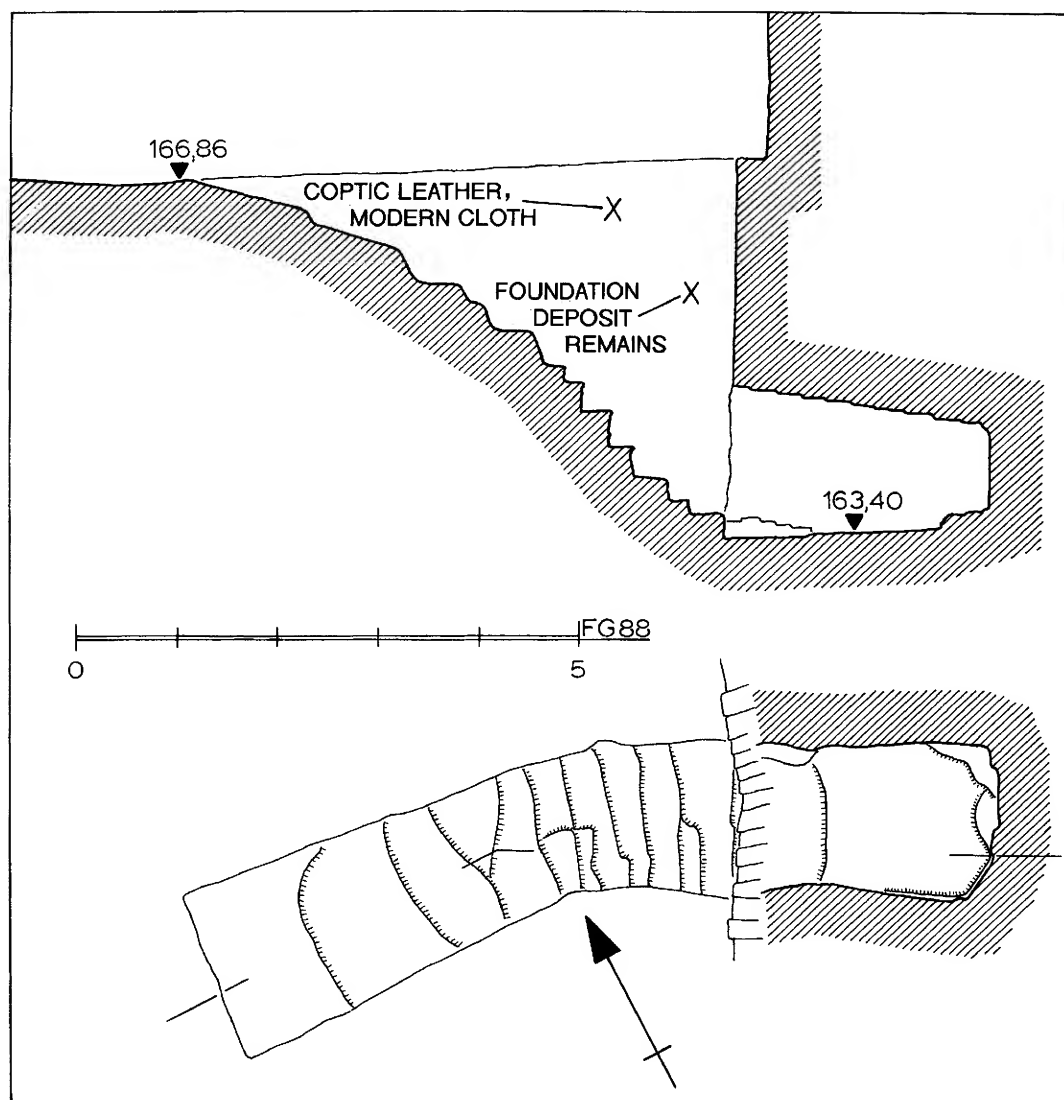 166,86
COPTIC LEATHER,
MODERN CLOTH
X
FOUNDATION
DEPOSIT
REMAINS
X
163,40
FG88
0
5